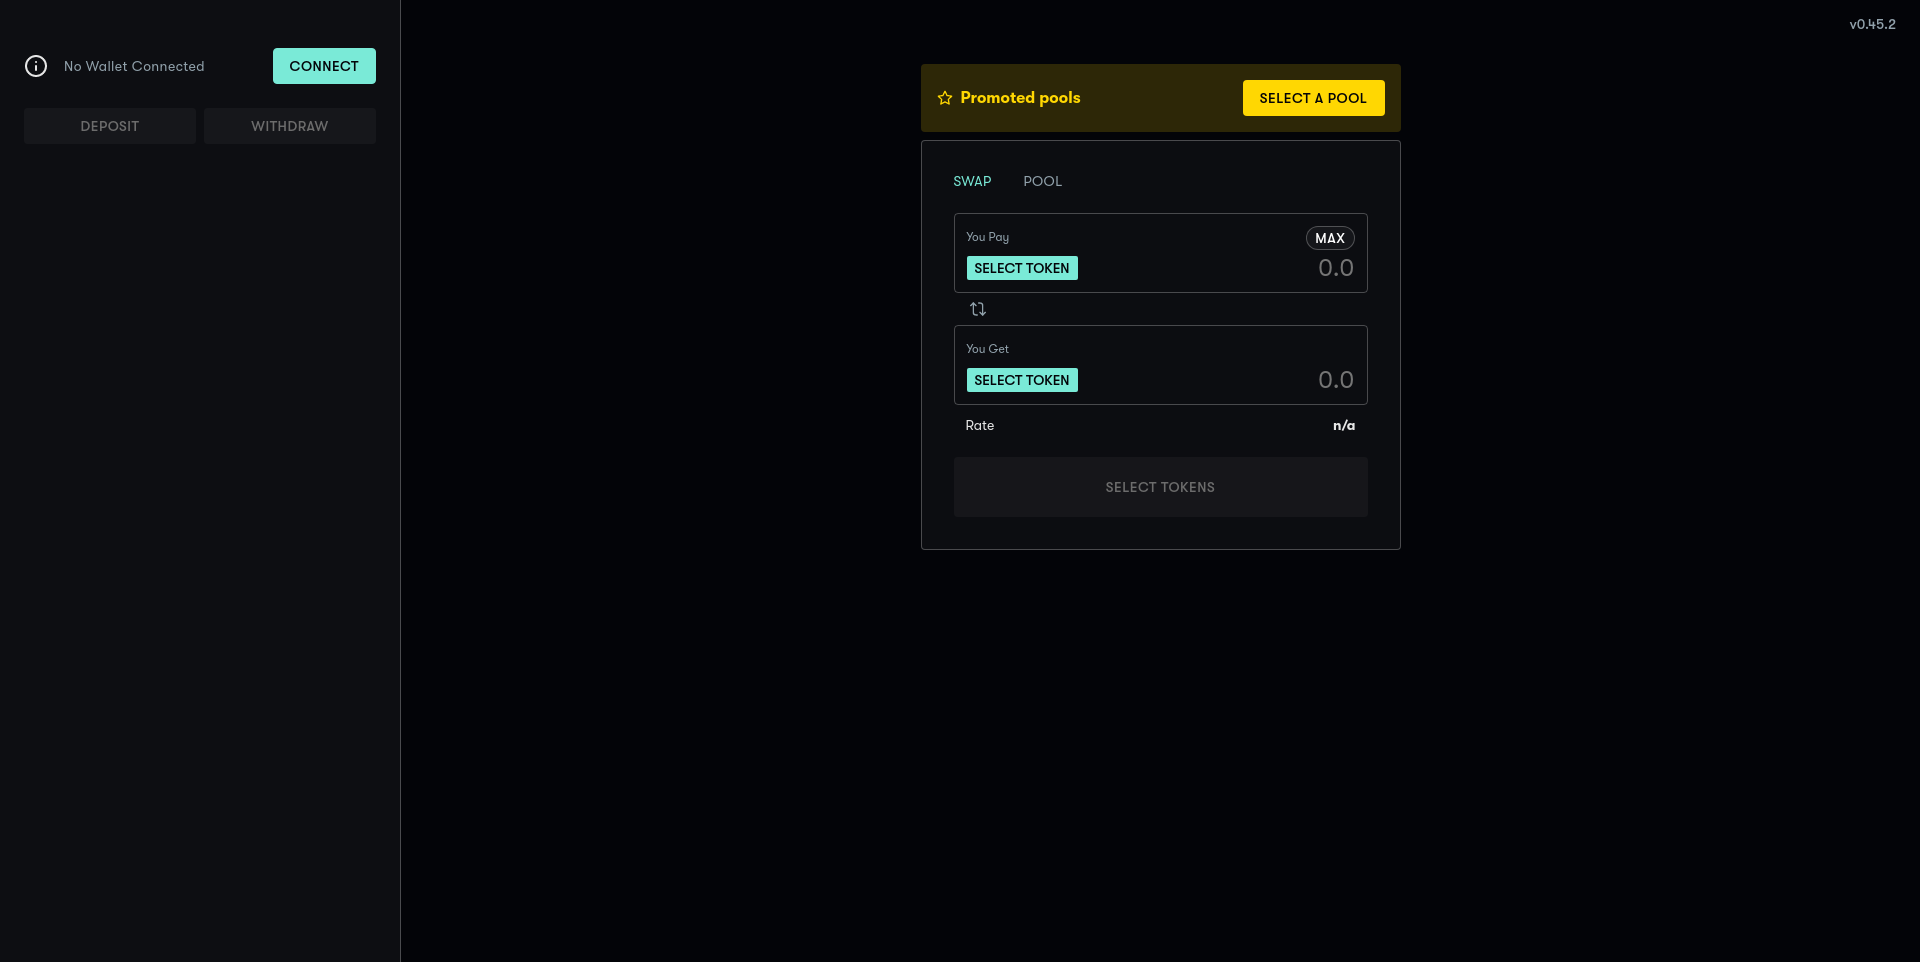 v0.45.2
No Wallet Connected
CONNECT
DEPOSIT
WITHDRAW
Promoted pools
SELECT A POOL
SWAP
POOL
You Pay
MAX
SELECT TOKEN
0.0
You Get
SELECT TOKEN
0.0
Rate
n/a
SELECT TOKENS